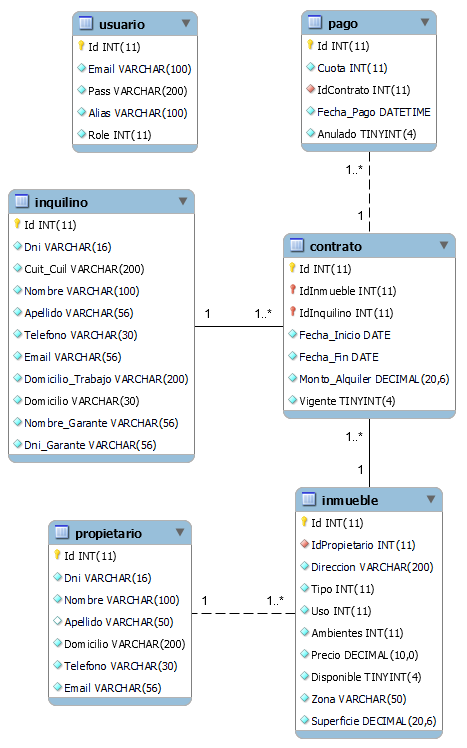 usuario
Id INT(11)
Email VARCHAR(100)
Pass VARCHAR(200)
Alias VARCHAR(100)
Role INT(11)
pago
Id INT(11)
Cuota INT(11)
IdContrato INT(11)
Fecha_Pago DATETIME
Anulado TINYINT(4)
1..*
1
inquilino
Id INT(11)
Dni VARCHAR(16)
Cuit_Cuil VARCHAR(200)
Nombre VARCHAR(100)
Apellido VARCHAR(56)
Telefono VARCHAR(30)
Email VARCHAR(56)
Domicilio_Trabajo VARCHAR(200)
Domicilio VARCHAR(30)
Nombre_Garante VARCHAR(56)
Dni_Garante VARCHAR(56)
1
1..*
contrato
Id INT(11)
IdInmueble INT(11)
IdInquilino INT(11)
Fecha_Inicio DATE
Fecha_Fin DATE
Monto_Alquiler DECIMAL(20,6)
Vigente TINYINT(4)
1..*
1
propietario
Id INT(11)
Dni VARCHAR(16)
Nombre VARCHAR(100)
Apellido VARCHAR(50)
Domicilio VARCHAR(200)
Telefono VARCHAR(30)
Email VARCHAR(56)
1
1..*
inmueble
Id INT(11)
IdPropietario INT(11)
Direccion VARCHAR(200)
Tipo INT(11)
Uso INT(11)
Ambientes INT(11)
Precio DECIMAL(10,0)
Disponible TINYINT(4)
Zona VARCHAR(50)
Superficie DECIMAL(20,6)